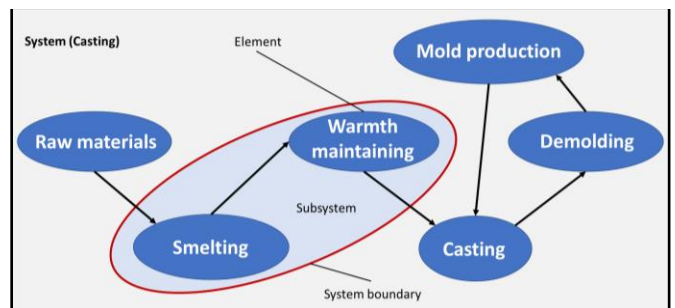 System (Casting)
Element
Mold production
Raw materials
Warmth
maintaining
Demolding
Subsystem
Smelting
Casting
System boundary